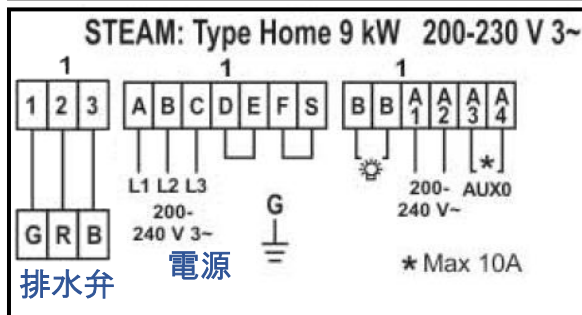 STEAM: Type Home 9 kW 200-230 V 3~
1 1 1
1 2 3 A B C D E F S B B A1 A2 A3 A4
L1 L2 L3
200-240 V 3~
G
200-240 V~
* AUX0
G R B
* Max 10A
排水弁 電源